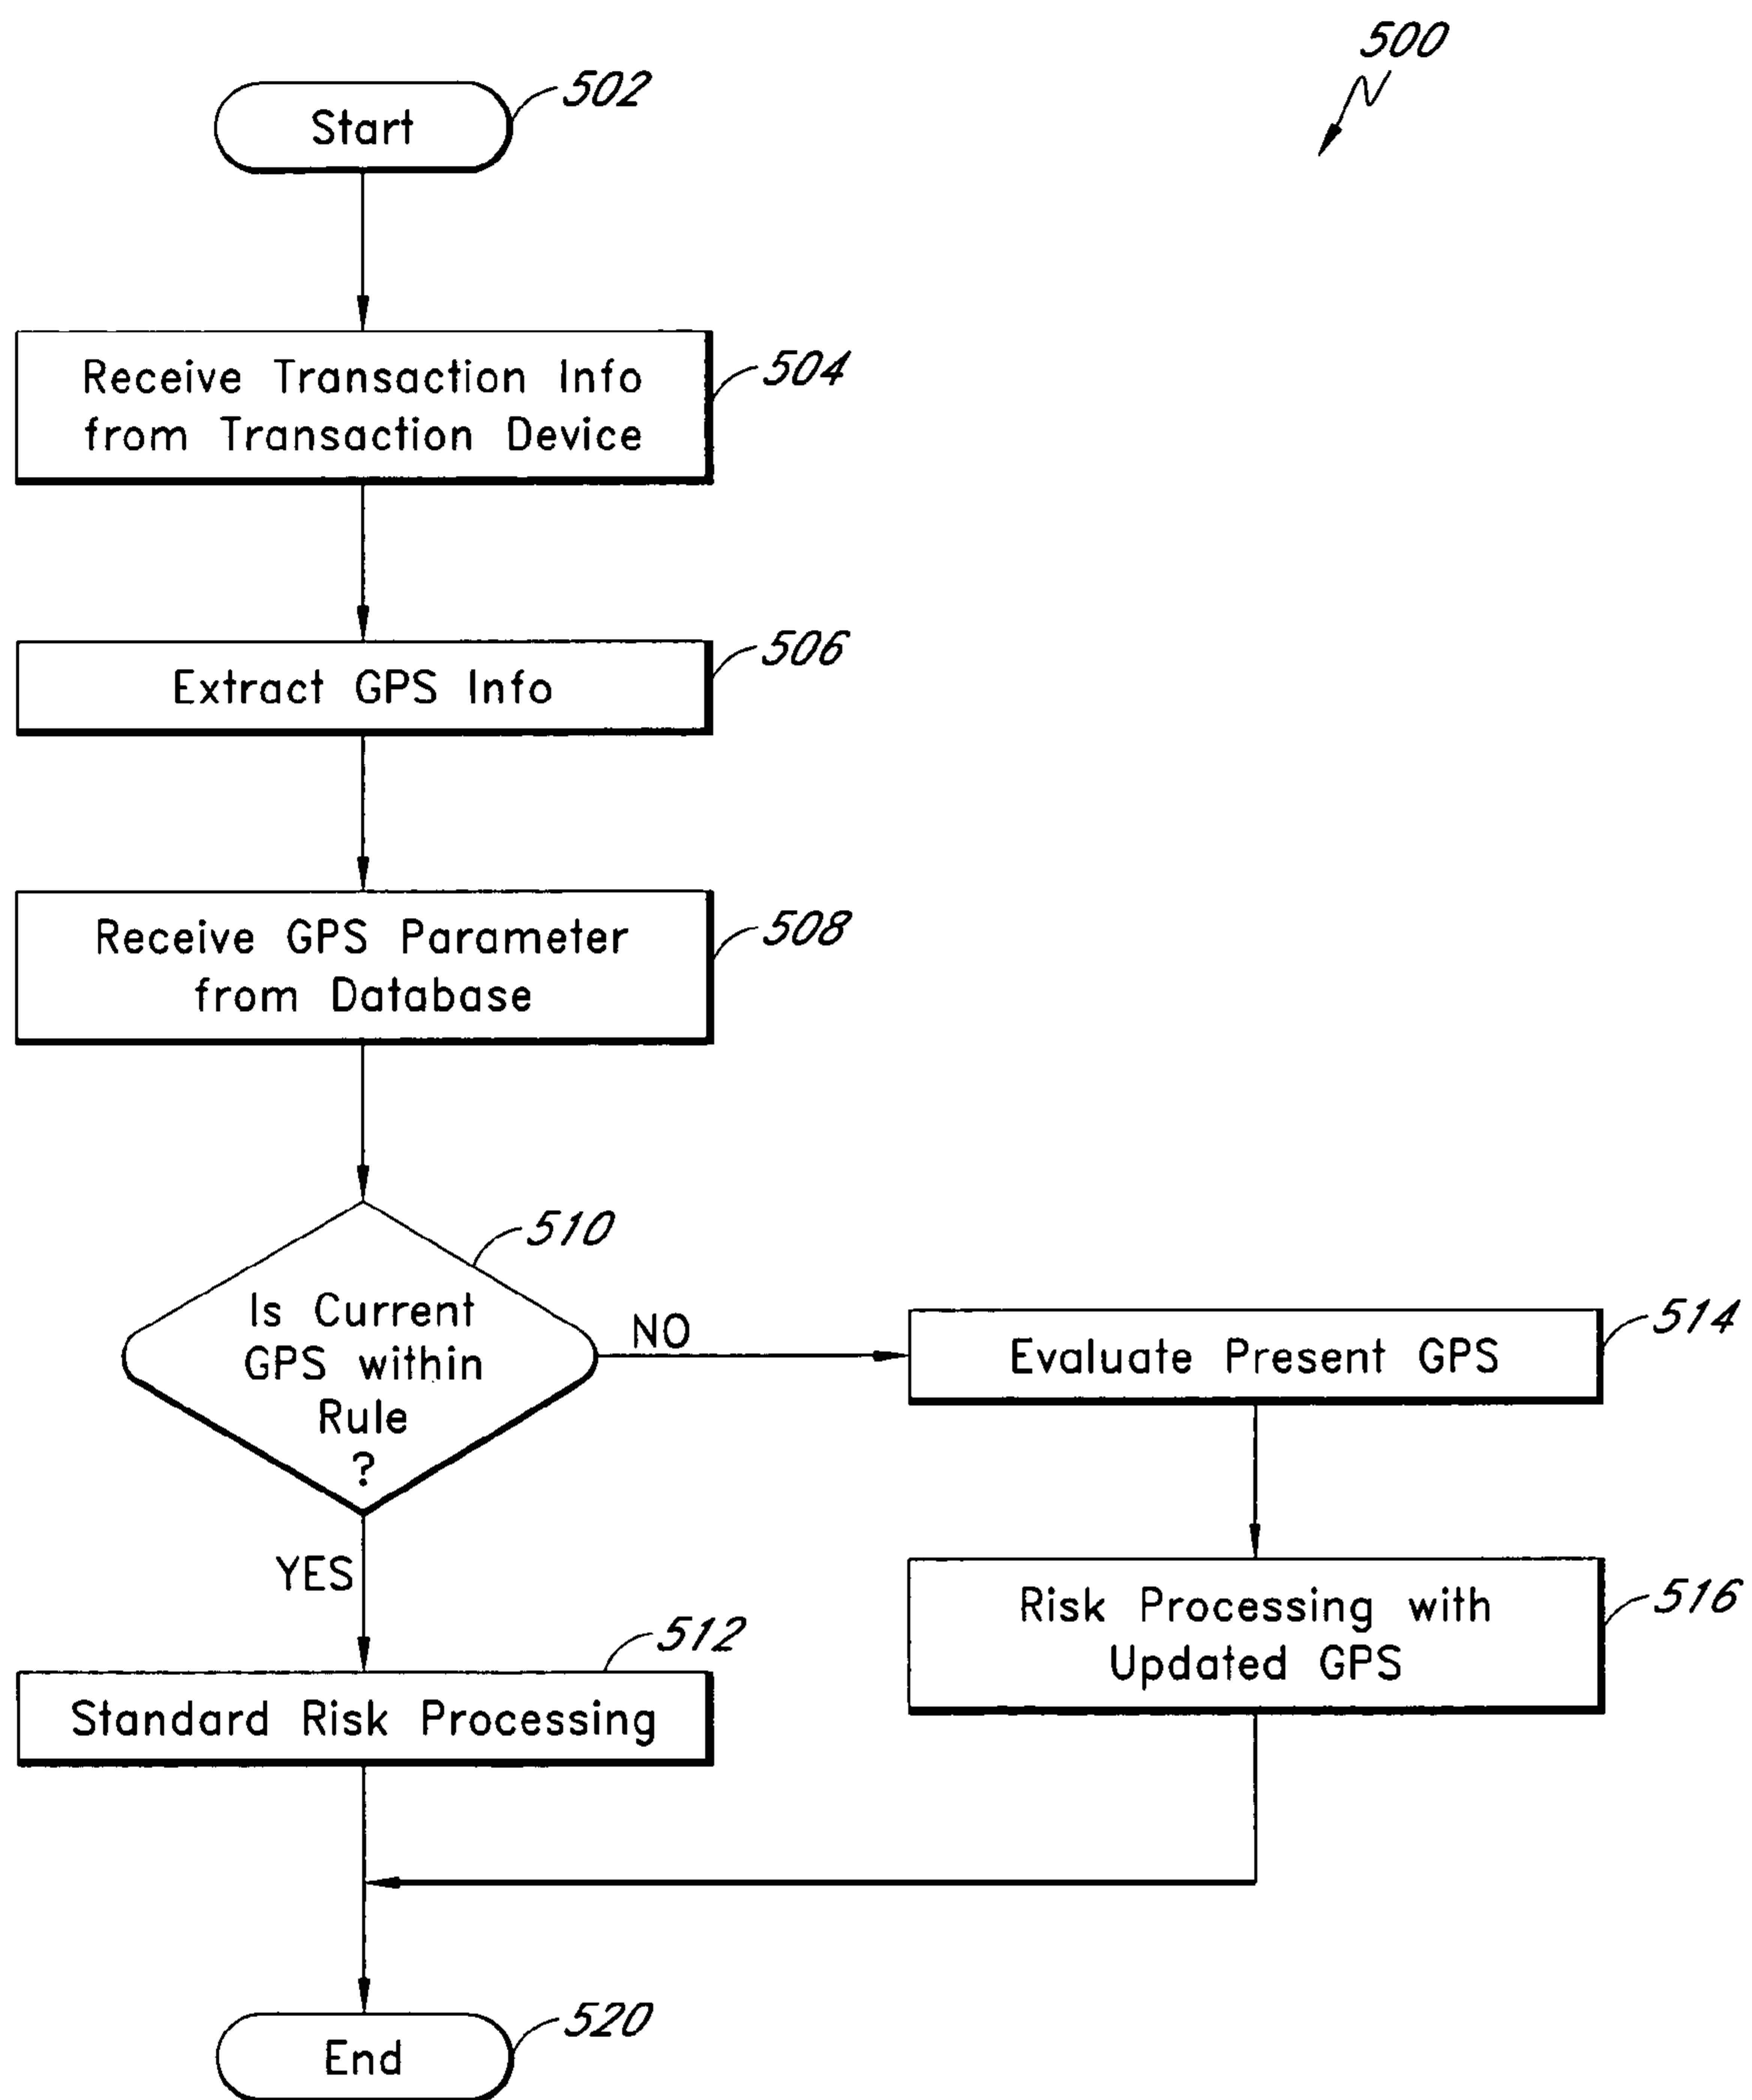 500
Start
502
Receive Transaction Info
from Transaction Device
504
Extract GPS Info
506
Receive GPS Parameter
from Database
508
Is Current
GPS within
Rule
?
510
NO
Evaluate Present GPS
514
YES
Risk Processing with
Updated GPS
516
Standard Risk Processing
512
End
520